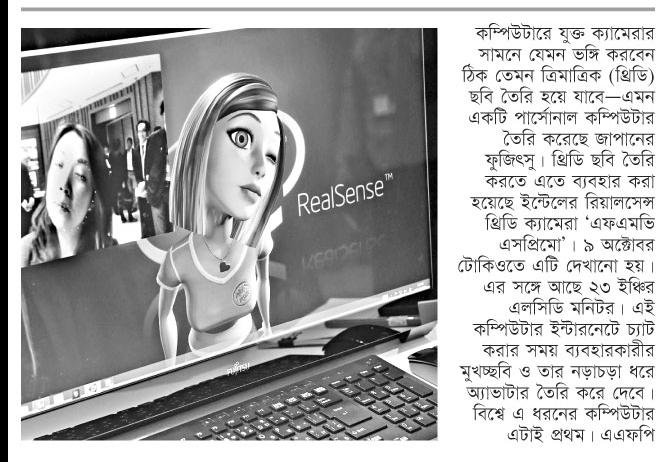 RealSense™
FUJITSU
কম্পিউটারে যুক্ত ক্যামেরার
সামনে যেমন ভঙ্গি করবেন
ঠিক তেমন ত্রিমাত্রিক (থ্রিডি)
ছবি তৈরি হয়ে যাবে—এমন
একটি পার্সোনাল কম্পিউটার
তৈরি করেছে জাপানের
ফুজিৎসু। থ্রিডি ছবি তৈরি
করতে এতে ব্যবহার করা
হয়েছে ইন্টেলের রিয়ালসেন্স
থ্রিডি ক্যামেরা ‘এফএমভি
এসপ্রিমো’। ৯ অক্টোবর
টোকিওতে এটি দেখানো হয়।
এর সঙ্গে আছে ২৩ ইঞ্চির
এলসিডি মনিটর। এই
কম্পিউটার ইন্টারনেটে চ্যাট
করার সময় ব্যবহারকারীর
মুখচ্ছবি ও তার নড়াচড়া ধরে
অ্যাভাটার তৈরি করে দেবে।
বিশ্বে এ ধরনের কম্পিউটার
এটাই প্রথম। এএফপি